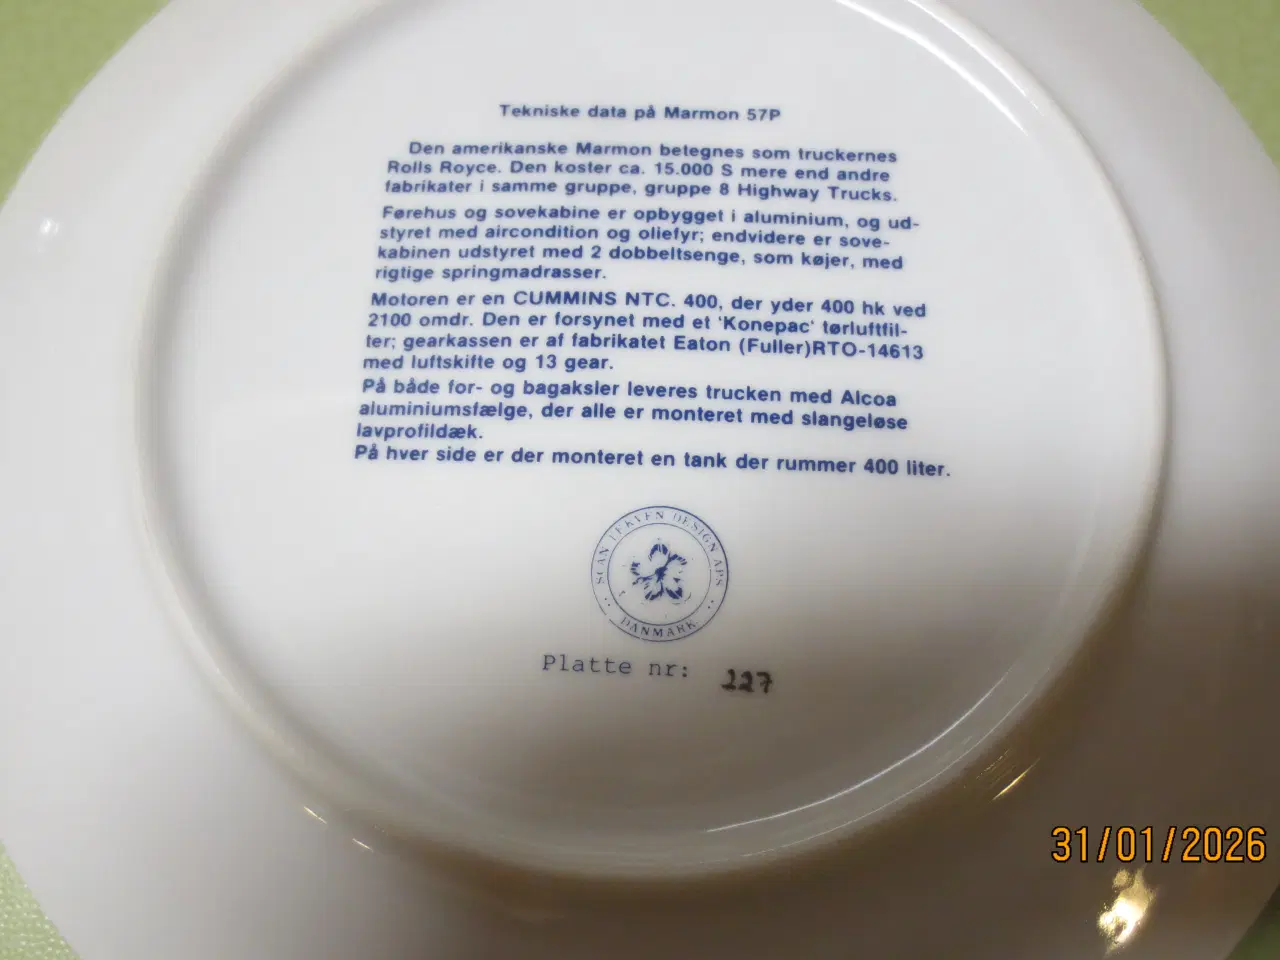 Tekniske data på Marmon 57P
Den amerikanske Marmon betegnes som truckernes
Rolls Royce. Den koster ca. 15.000 S mere end andre
fabrikater i samme gruppe, gruppe 8 Highway Trucks.
Førehus og sovekabine er opbygget i aluminium, og ud-
styret med aircondition og oliefyr; endvidere er sove-
kabinen udstyret med 2 dobbeltsenge, som køjer, med
rigtige springmadrasser.
Motoren er en CUMMINS NTC. 400, der yder 400 hk ved
2100 omdr. Den er forsynet med et 'Konepac' tørluftfil-
ter; gearkassen er af fabrikatet Eaton (Fuller)RTO-14613
med luftskifte og 13 gear.
På både for- og bagaksler leveres trucken med Alcoa
aluminiumsfælge, der alle er monteret med slangeløse
lavprofildæk.
På hver side er der monteret en tank der rummer 400 liter.
SCAN LEKVEN DESIGN APS
DANMARK
Platte nr: 227
31/01/2026